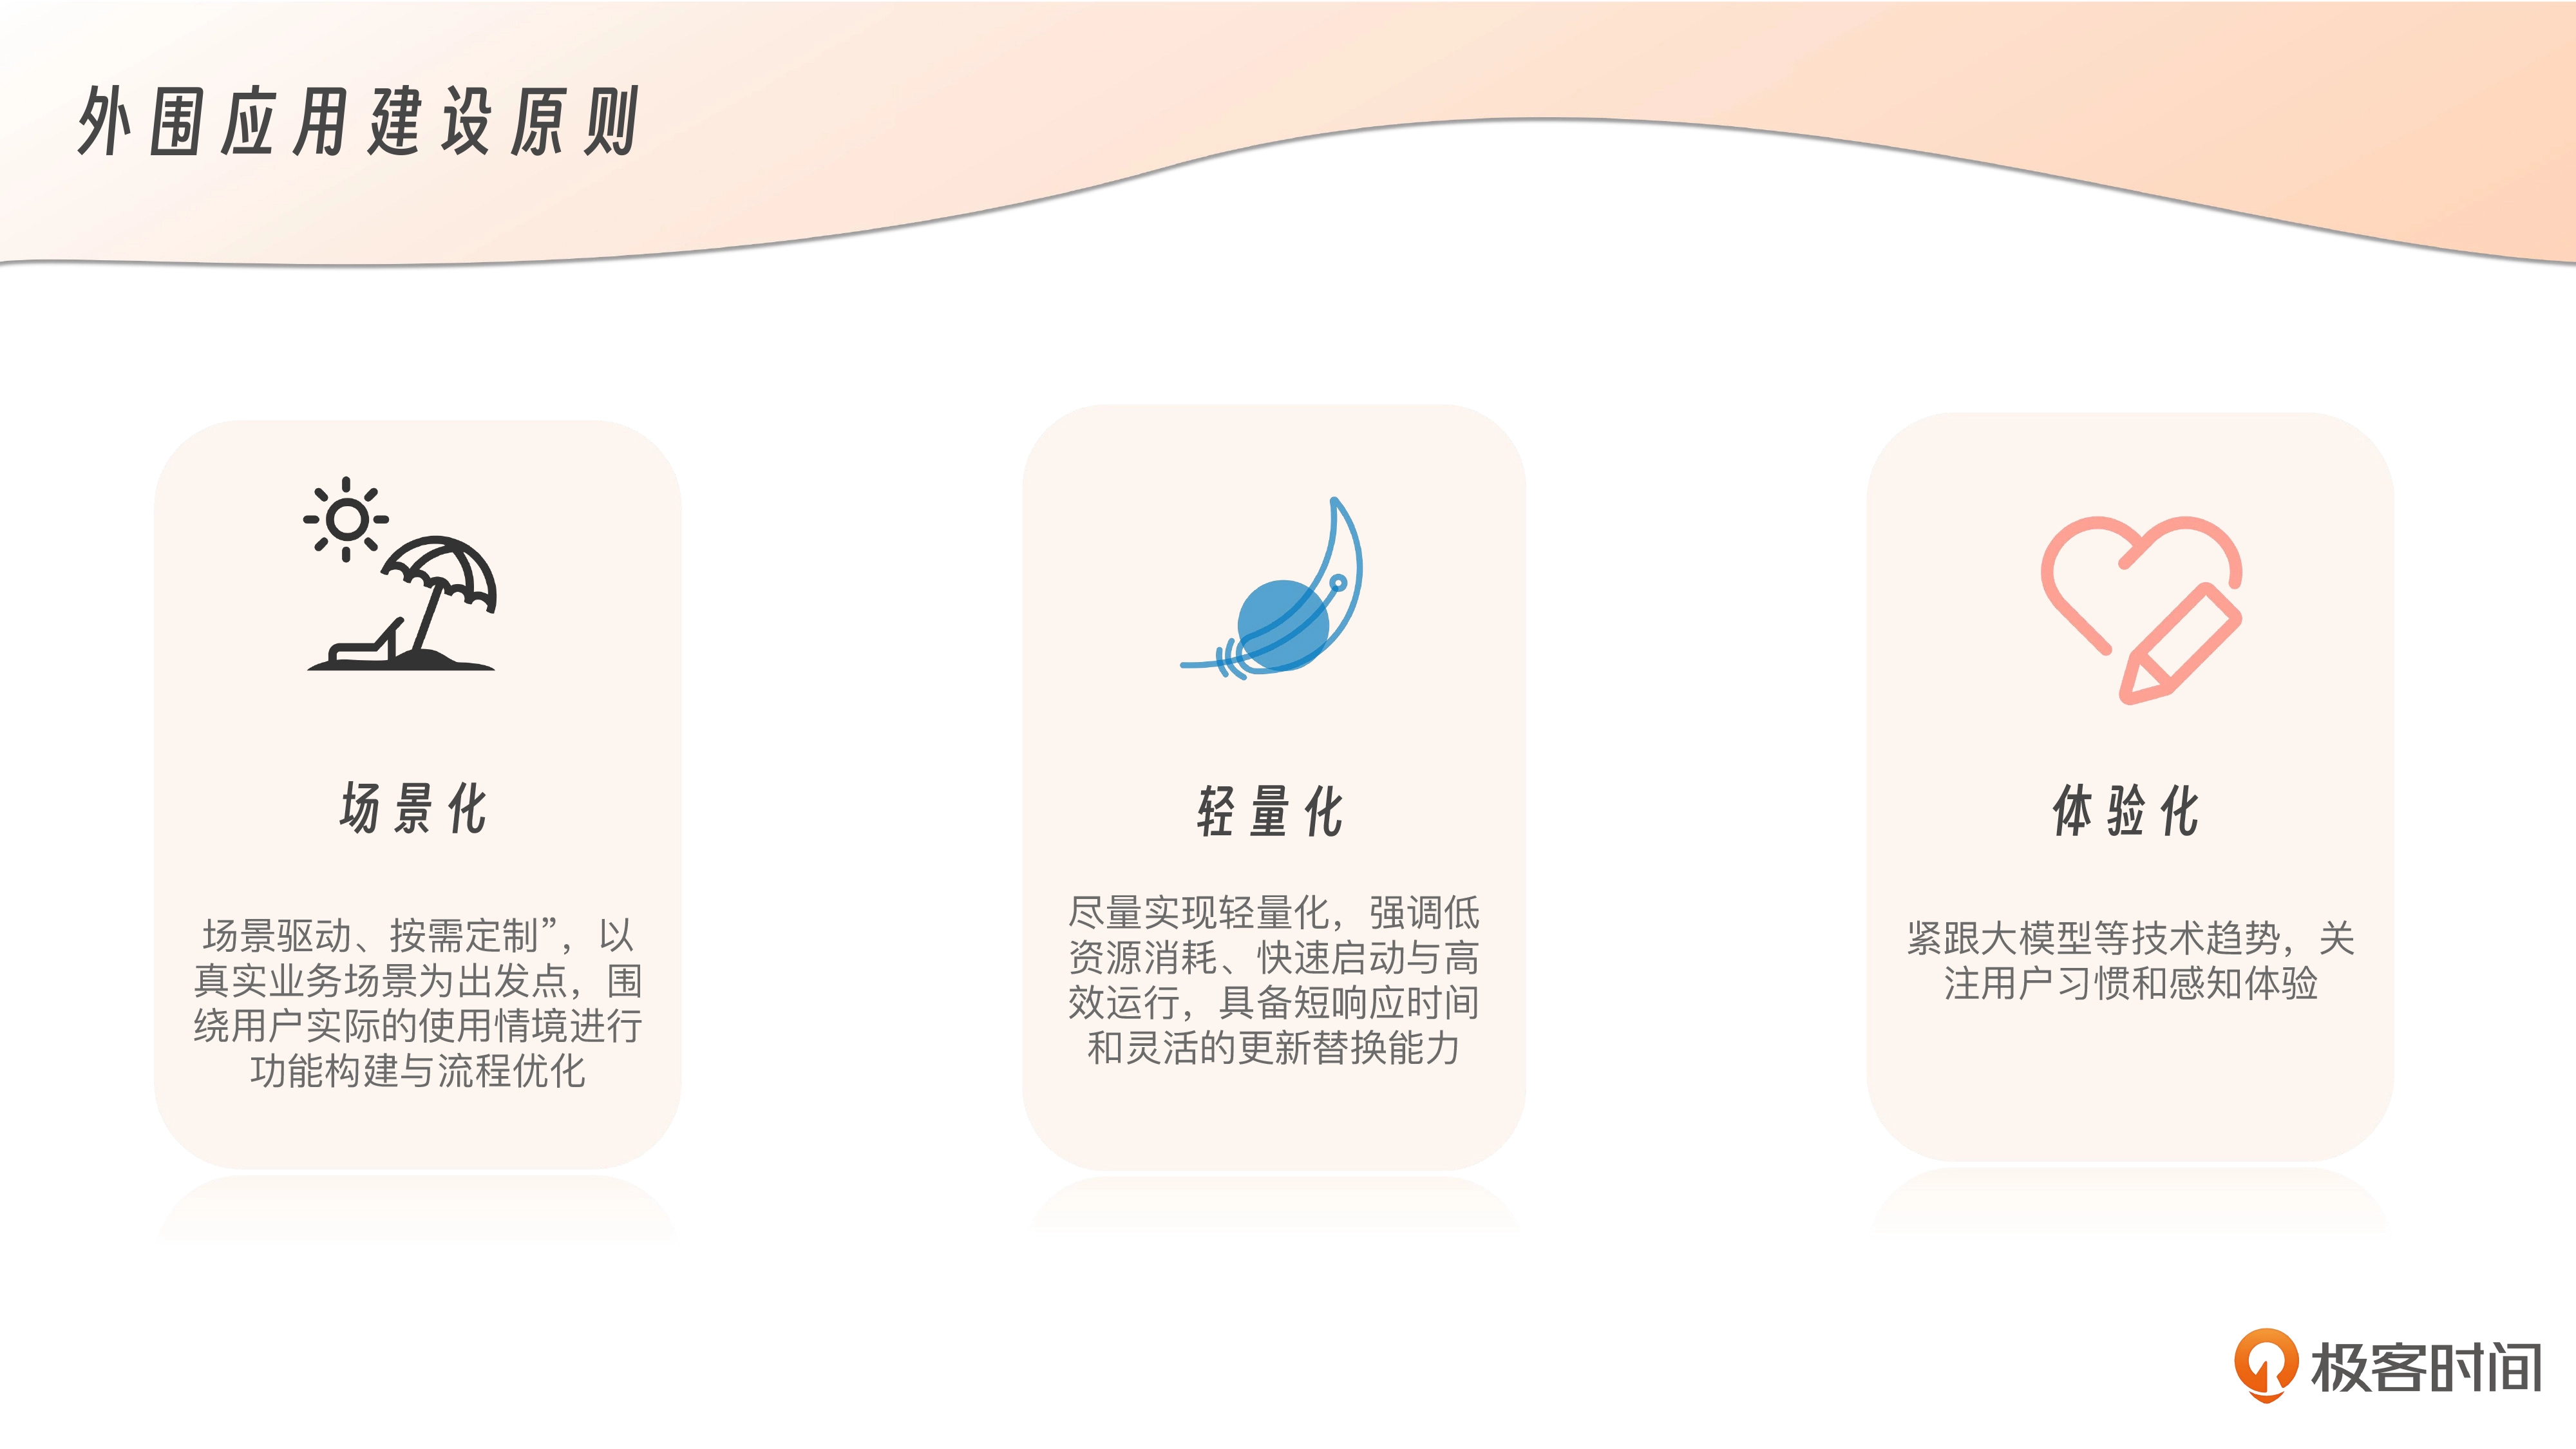 外围应用建设原则
场景化
场景驱动、按需定制”，以
真实业务场景为出发点，围
绕用户实际的使用情境进行
功能构建与流程优化
轻量化
尽量实现轻量化，强调低
资源消耗、快速启动与高
效运行，具备短响应时间
和灵活的更新替换能力
体验化
紧跟大模型等技术趋势，关
注用户习惯和感知体验
极客时间